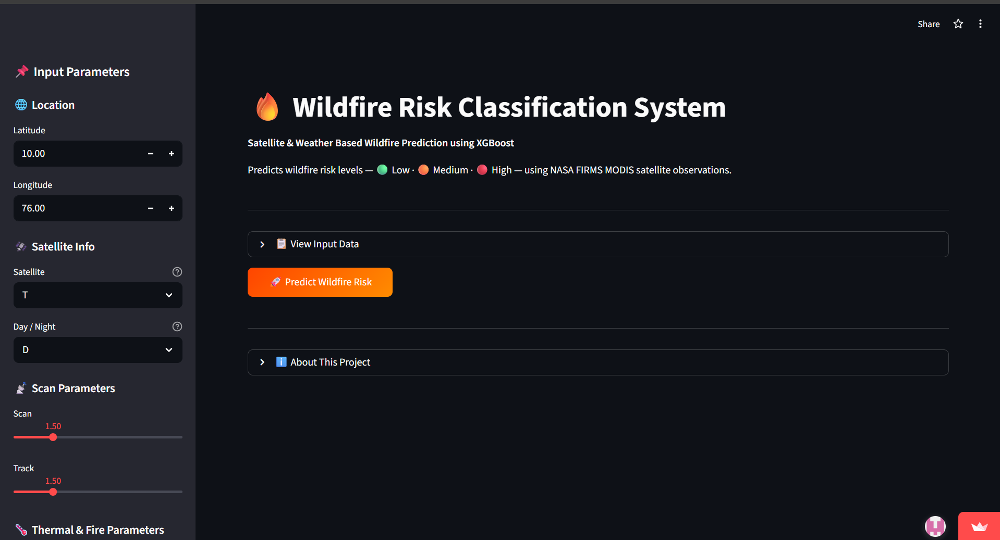 Share
Input Parameters
Location
Latitude
10.00
Longitude
76.00
Satellite Info
Satellite
T
Day / Night
D
Scan Parameters
Scan
1.50
Track
1.50
Thermal & Fire Parameters
Wildfire Risk Classification System
Satellite & Weather Based Wildfire Prediction using XGBoost
Predicts wildfire risk levels — Low · Medium · High — using NASA FIRMS MODIS satellite observations.
View Input Data
Predict Wildfire Risk
About This Project